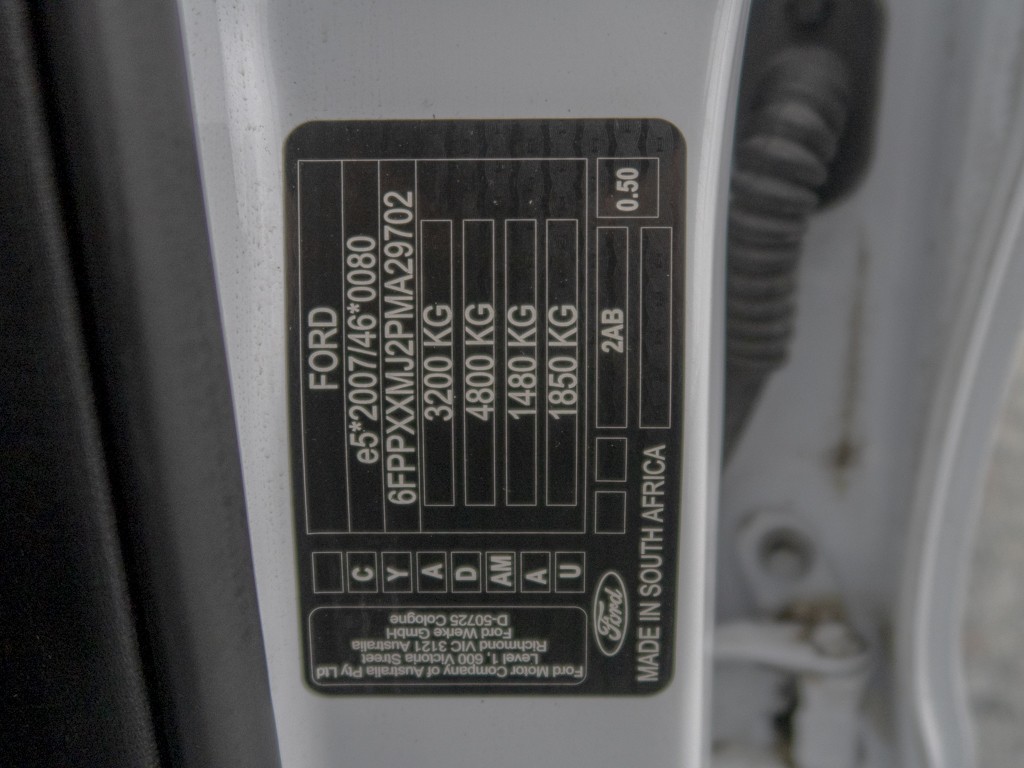 FORD
e5*2007/46*0080
6FPPXXMJ2PMA29702
3200 KG
4800 KG
1480 KG
1850 KG
2AB
0.50
C
Y
A
D
AM
A
U
Ford Motor Company of Australia Pty Ltd
Level 1, 600 Victoria Street
Richmond VIC 3121 Australia
Ford Werke GmbH
D-50725 Cologne
Ford
MADE IN SOUTH AFRICA